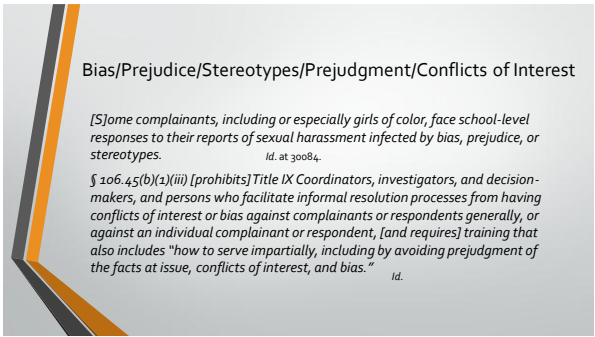 Bias/Prejudice/Stereotypes/Prejudgment/Conflicts of Interest
[S]ome complainants, including or especially girls of color, face school-level
responses to their reports of sexual harassment infected by bias, prejudice, or
stereotypes. Id. at 30084.
§ 106.45(b)(1)(iii) [prohibits] Title IX Coordinators, investigators, and decision-
makers, and persons who facilitate informal resolution processes from having
conflicts of interest or bias against complainants or respondents generally, or
against an individual complainant or respondent, [and requires] training that
also includes “how to serve impartially, including by avoiding prejudgment of
the facts at issue, conflicts of interest, and bias.”
Id.